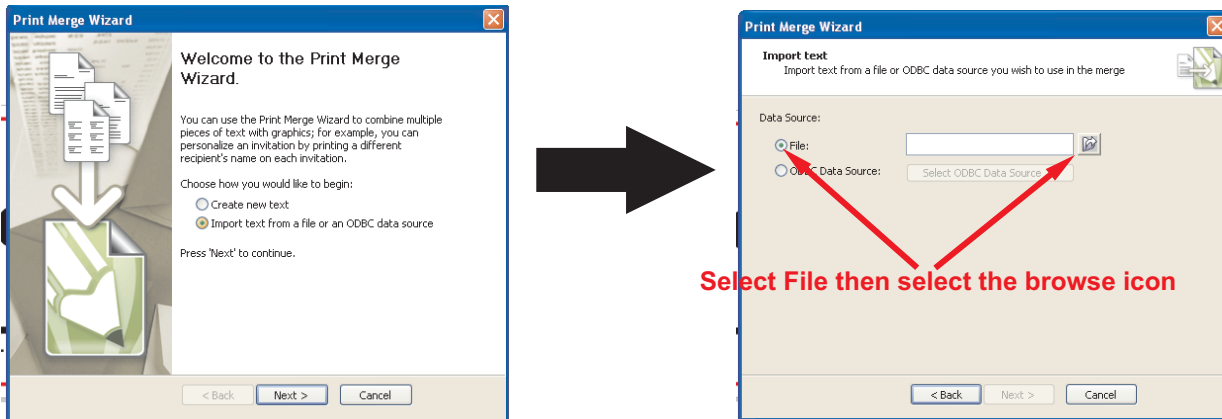 Print Merge Wizard
Welcome to the Print Merge
Wizard.
You can use the Print Merge Wizard to combine multiple
pieces of text with graphics; for example, you can
personalize an invitation by printing a different
recipient's name on each invitation.
Choose how you would like to begin:
Create new text
Import text from a file or an ODBC data source
Press 'Next' to continue.
< Back
Next >
Cancel
Print Merge Wizard
Import text
Import text from a file or ODBC data source you wish to use in the merge
Data Source:
File:
ODBC Data Source:
Select ODBC Data Source
Select File then select the browse icon
< Back
Next >
Cancel